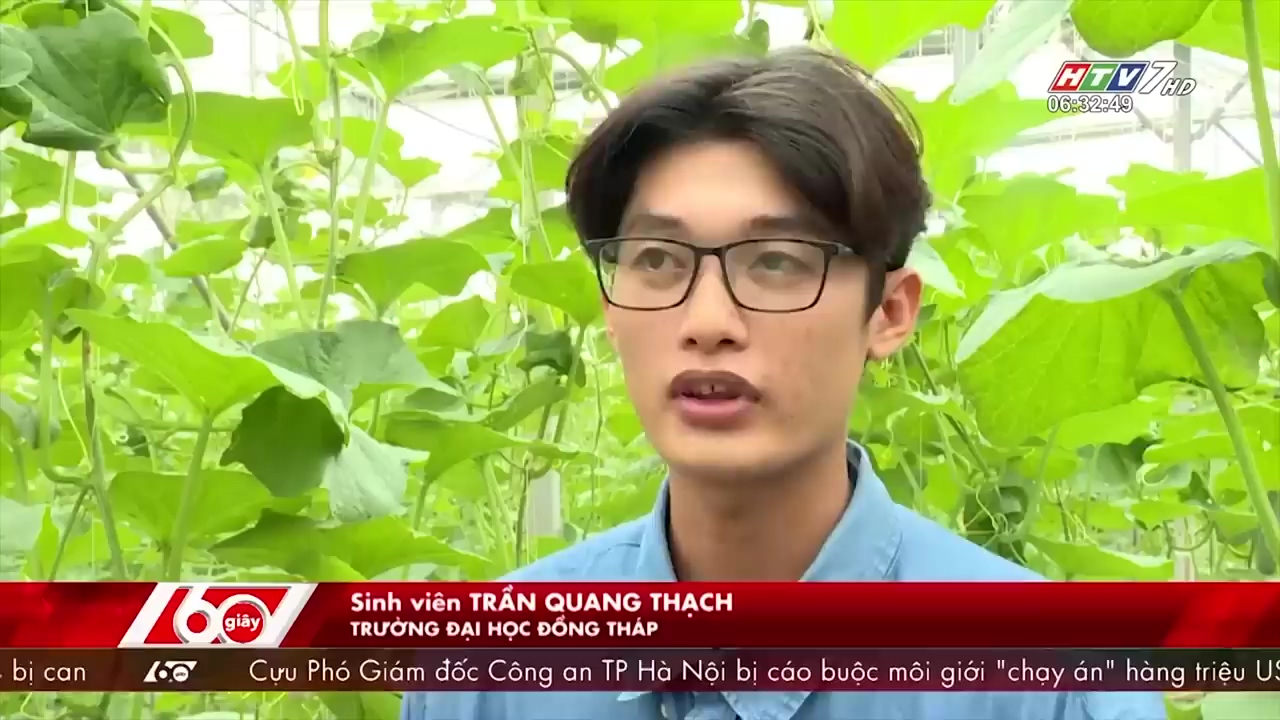 HTV7 HD
06:32:49
60 giây
Sinh viên TRẦN QUANG THẠCH
TRƯỜNG ĐẠI HỌC ĐỒNG THÁP
bị can 60 giây Cựu Phó Giám đốc Công an TP Hà Nội bị cáo buộc môi giới "chạy án" hàng triệu US